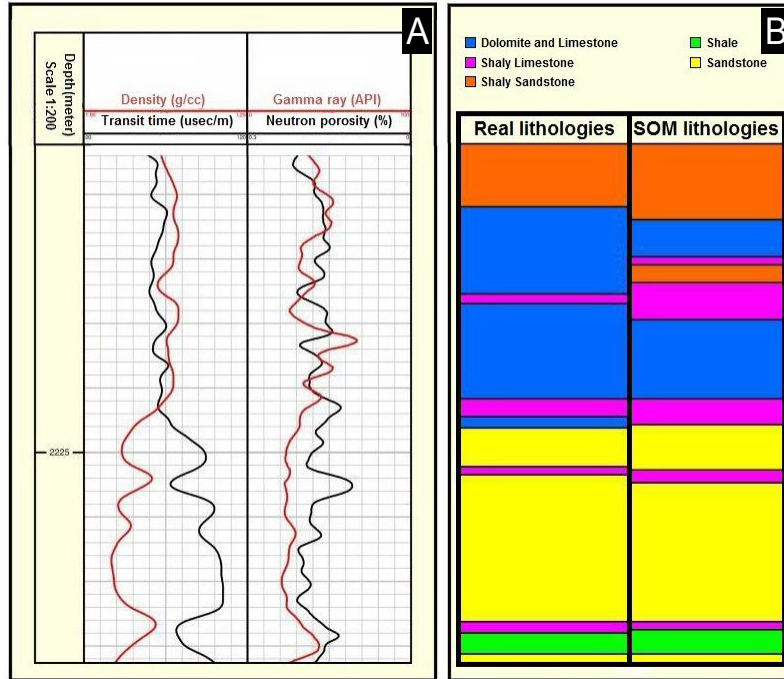 A
Depth(meter)
Scale 1:200
Density (g/cc)
Gamma ray (API)
Transit time (usec/m)
Neutron porosity (%)
2225
B
Dolomite and Limestone
Shale
Shaly Limestone
Sandstone
Shaly Sandstone
Real lithologies
SOM lithologies